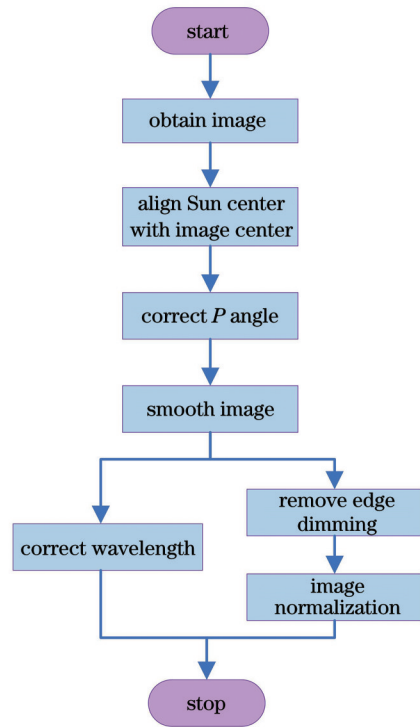 start
obtain image
align Sun center
with image center
correct P angle
smooth image
correct wavelength
remove edge
dimming
image
normalization
stop